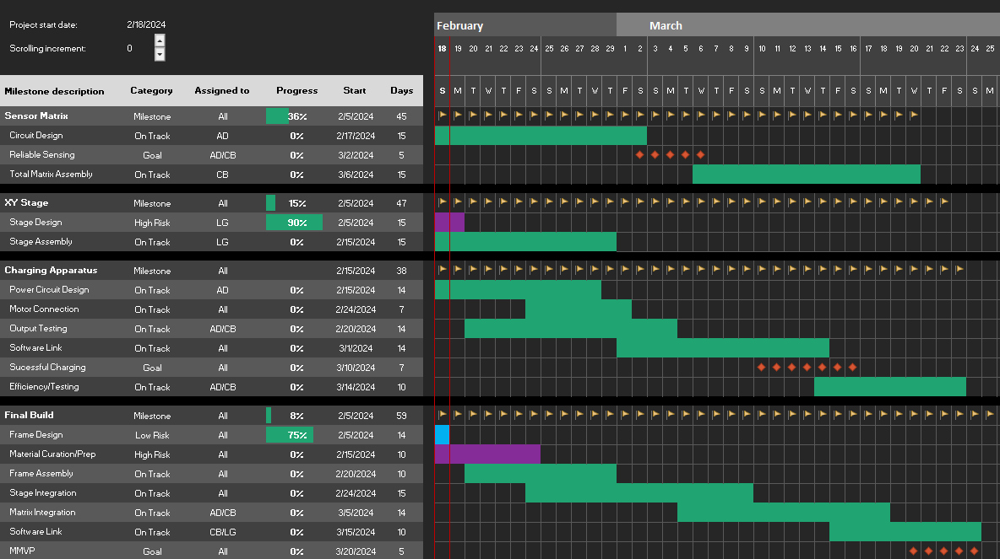 Project start date: 2/18/2024
Scrolling increment: 0
February March
18 19 20 21 22 23 24 25 26 27 28 29 1 2 3 4 5 6 7 8 9 10 11 12 13 14 15 16 17 18 19 20 21 22 23 24 25
Milestone description Category Assigned to Progress Start Days S M T W T F S S M T W T F S S M T W T F S S M T W T F S S M T W T F S S M
Sensor Matrix Milestone All 36% 2/5/2024 45
Circuit Design On Track AD 0% 2/17/2024 15
Reliable Sensing Goal AD/CB 0% 3/2/2024 5
Total Matrix Assembly On Track CB 0% 3/6/2024 15
XY Stage Milestone All 15% 2/5/2024 47
Stage Design High Risk LG 90% 2/5/2024 15
Stage Assembly On Track LG 0% 2/15/2024 15
Charging Apparatus Milestone All 2/15/2024 38
Power Circuit Design On Track AD 0% 2/15/2024 14
Motor Connection On Track All 0% 2/24/2024 7
Output Testing On Track AD/CB 0% 2/20/2024 14
Software Link On Track All 0% 3/1/2024 14
Sucessful Charging Goal All 0% 3/10/2024 7
Efficiency/Testing On Track AD/CB 0% 3/14/2024 10
Final Build Milestone All 8% 2/5/2024 59
Frame Design Low Risk All 75% 2/5/2024 14
Material Curation/Prep High Risk All 0% 2/15/2024 10
Frame Assembly On Track All 0% 2/20/2024 10
Stage Integration On Track All 0% 2/24/2024 15
Matrix Integration On Track AD/CB 0% 3/5/2024 14
Software Link On Track CB/LG 0% 3/15/2024 10
MMVP Goal All 0% 3/20/2024 5